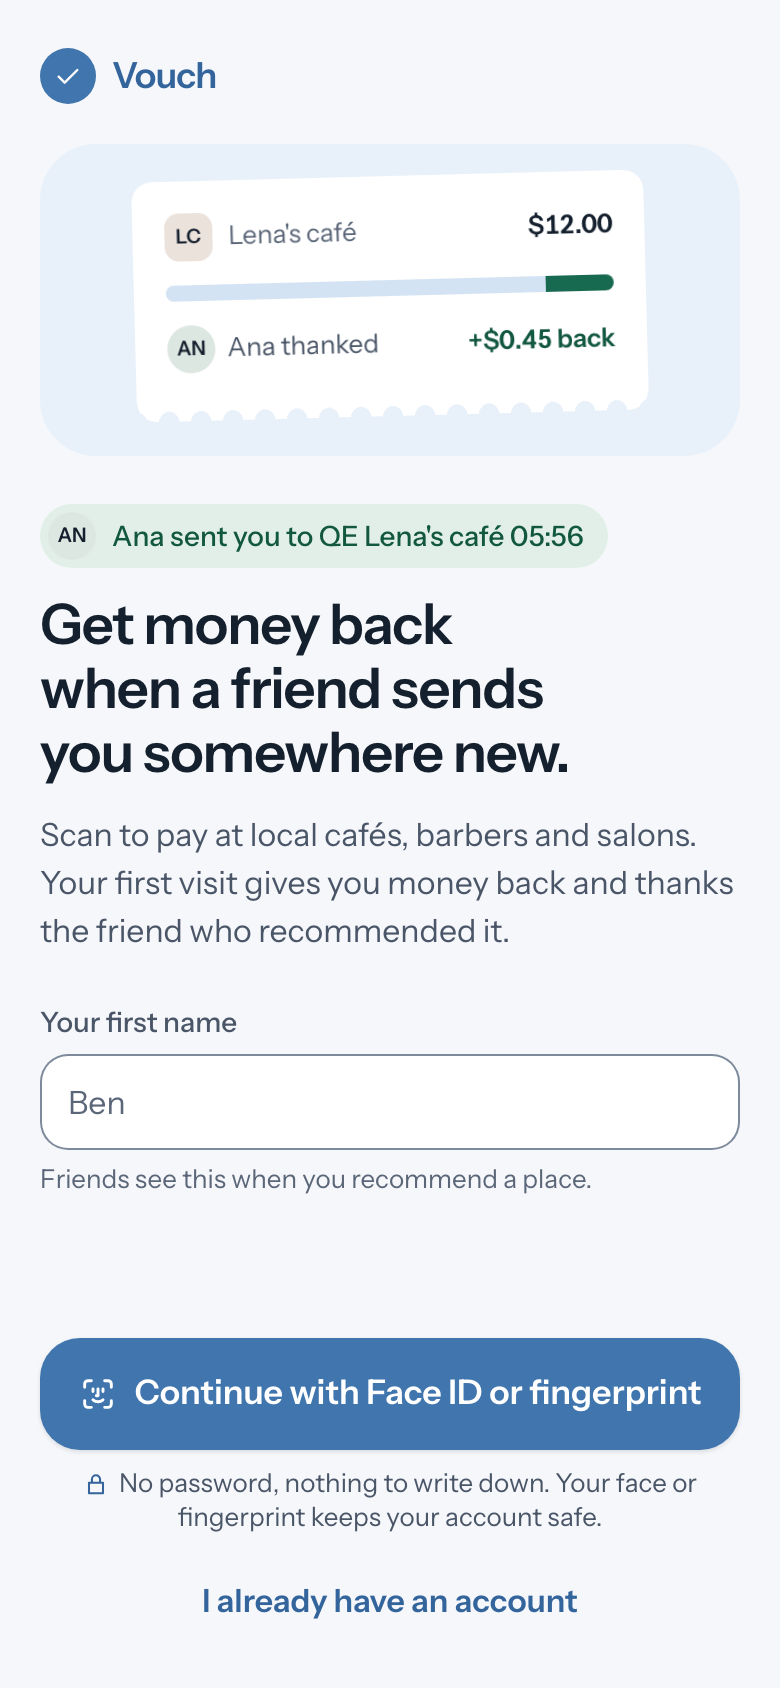 Vouch
LC Lena's café $12.00
AN Ana thanked +$0.45 back
AN Ana sent you to QE Lena's café 05:56
Get money back
when a friend sends
you somewhere new.
Scan to pay at local cafés, barbers and salons.
Your first visit gives you money back and thanks
the friend who recommended it.
Your first name
Ben
Friends see this when you recommend a place.
Continue with Face ID or fingerprint
No password, nothing to write down. Your face or
fingerprint keeps your account safe.
I already have an account